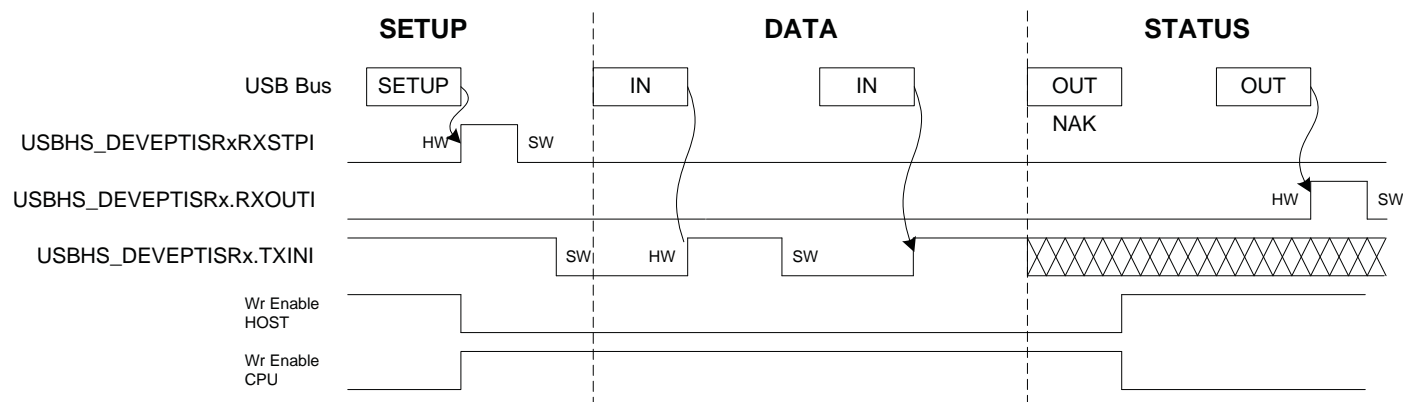 SETUP DATA STATUS
USB Bus SETUP IN IN OUT OUT
NAK
USBHS_DEVEPTISRxRXSTPI HW SW
USBHS_DEVEPTISRx.RXOUTI HW SW
USBHS_DEVEPTISRx.TXINI SW HW SW
Wr Enable
HOST
Wr Enable
CPU